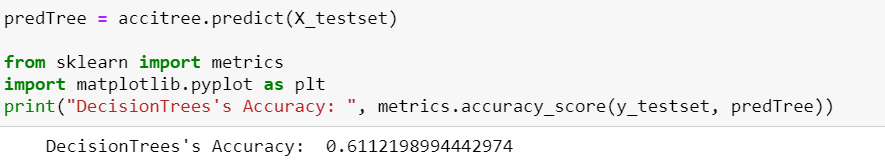 predTree = accitree.predict(X_testset)
from sklearn import metrics
import matplotlib.pyplot as plt
print("DecisionTrees's Accuracy: ", metrics.accuracy_score(y_testset, predTree))
DecisionTrees's Accuracy:  0.6112198994442974